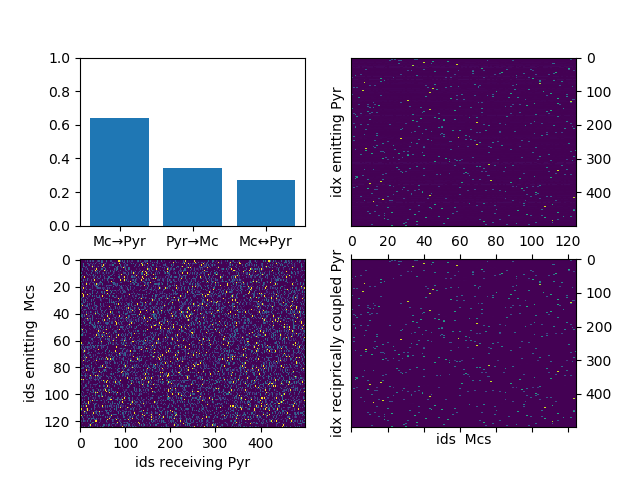 1.0
0.8
0.6
0.4
0.2
0.0
Mc→Pyr Pyr→Mc Mc↔Pyr
idx emitting Pyr
0
100
200
300
400
0 20 40 60 80 100 120
ids emitting  Mcs
0
20
40
60
80
100
120
0 100 200 300 400
ids receiving Pyr
idx reciprically coupled Pyr
0
100
200
300
400
ids  Mcs